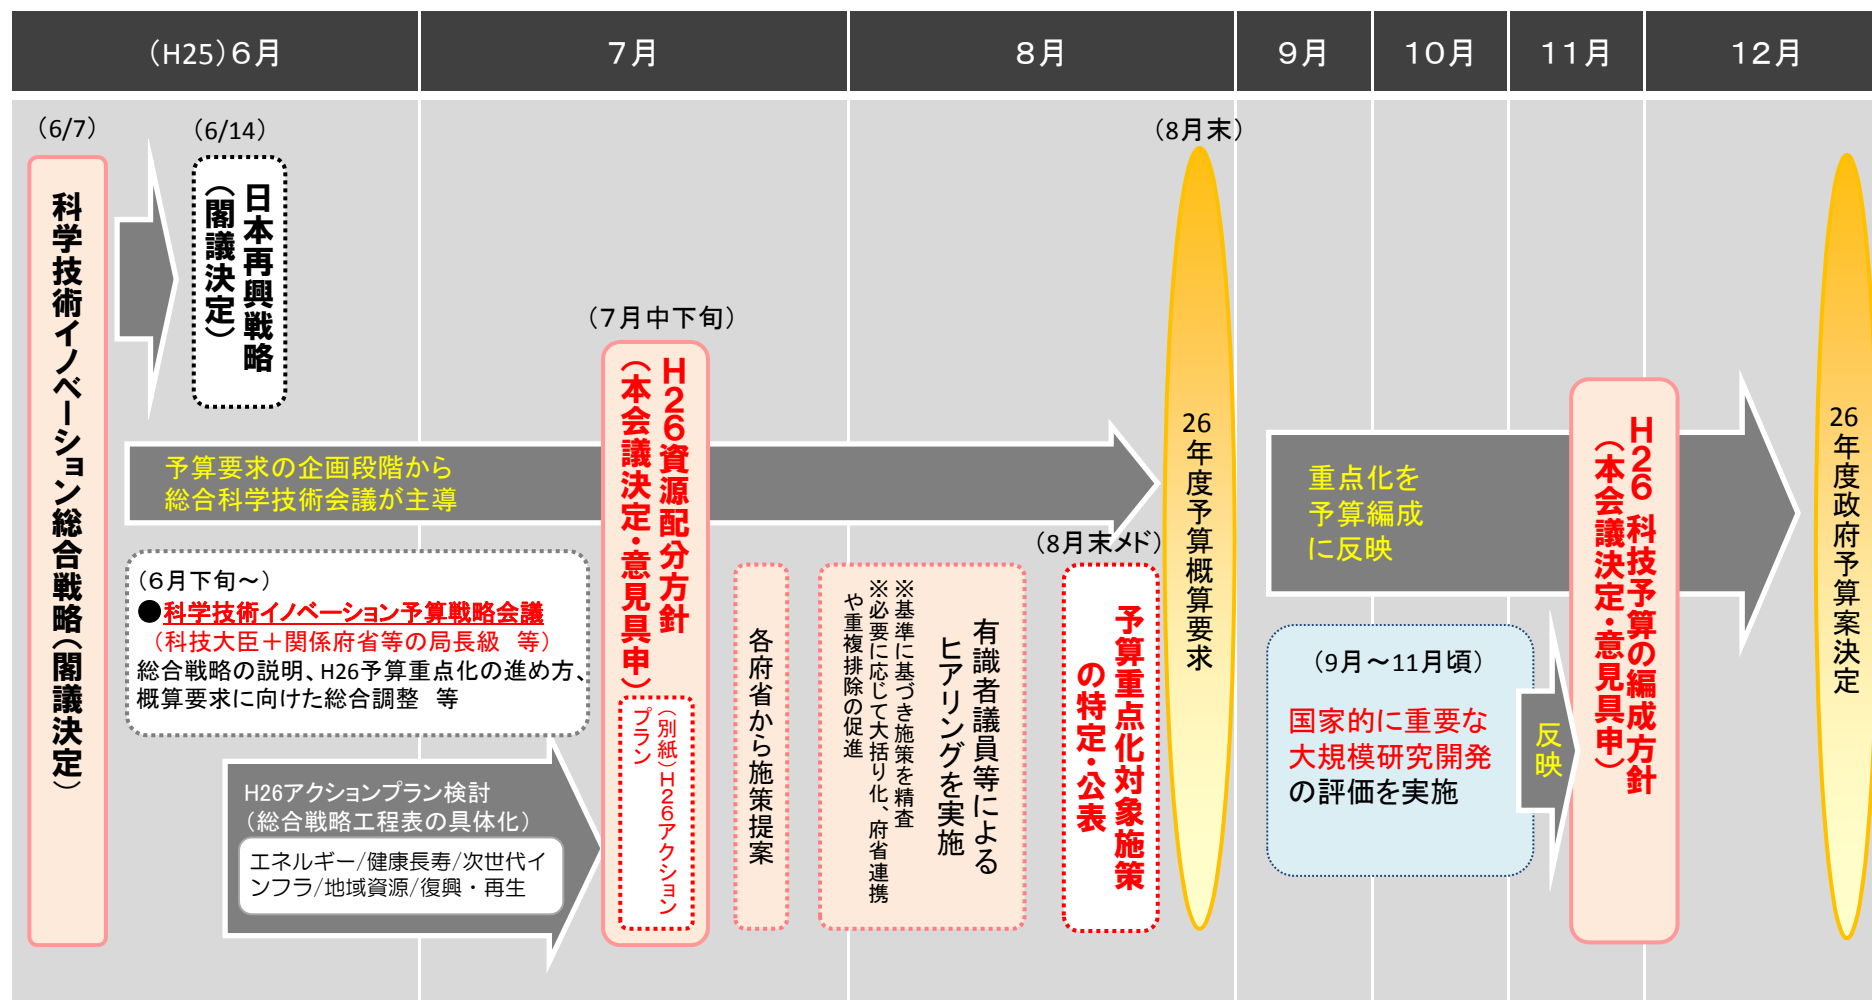 （H25）６月
７月
８月
９月
１０月
１１月
１２月
（6/7）
科学技術イノベーション総合戦略（閣議決定）
（6/14）
日本再興戦略
（閣議決定）
予算要求の企画段階から
総合科学技術会議が主導
（６月下旬～）
●科学技術イノベーション予算戦略会議
（科技大臣＋関係府省等の局長級　等）
総合戦略の説明、H26予算重点化の進め方、
概算要求に向けた総合調整　等
H26アクションプラン検討
（総合戦略工程表の具体化）
エネルギー/健康長寿/次世代イ
ンフラ/地域資源/復興・再生
（７月中下旬）
Ｈ２６資源配分方針
（本会議決定・意見具申）
（別紙）Ｈ２６アクション
プラン
各府省から施策提案
有識者議員等による
ヒアリングを実施
※基準に基づき施策を精査
※必要に応じて大括り化、府省連携
や重複排除の促進
（8月末メド）
予算重点化対象施策
の特定・公表
（8月末）
26年度予算概算要求
重点化を
予算編成
に反映
（9月～11月頃）
国家的に重要な
大規模研究開発
の評価を実施
反映
Ｈ２６ 科技予算の編成方針
（本会議決定・意見具申）
26年度政府予算案決定